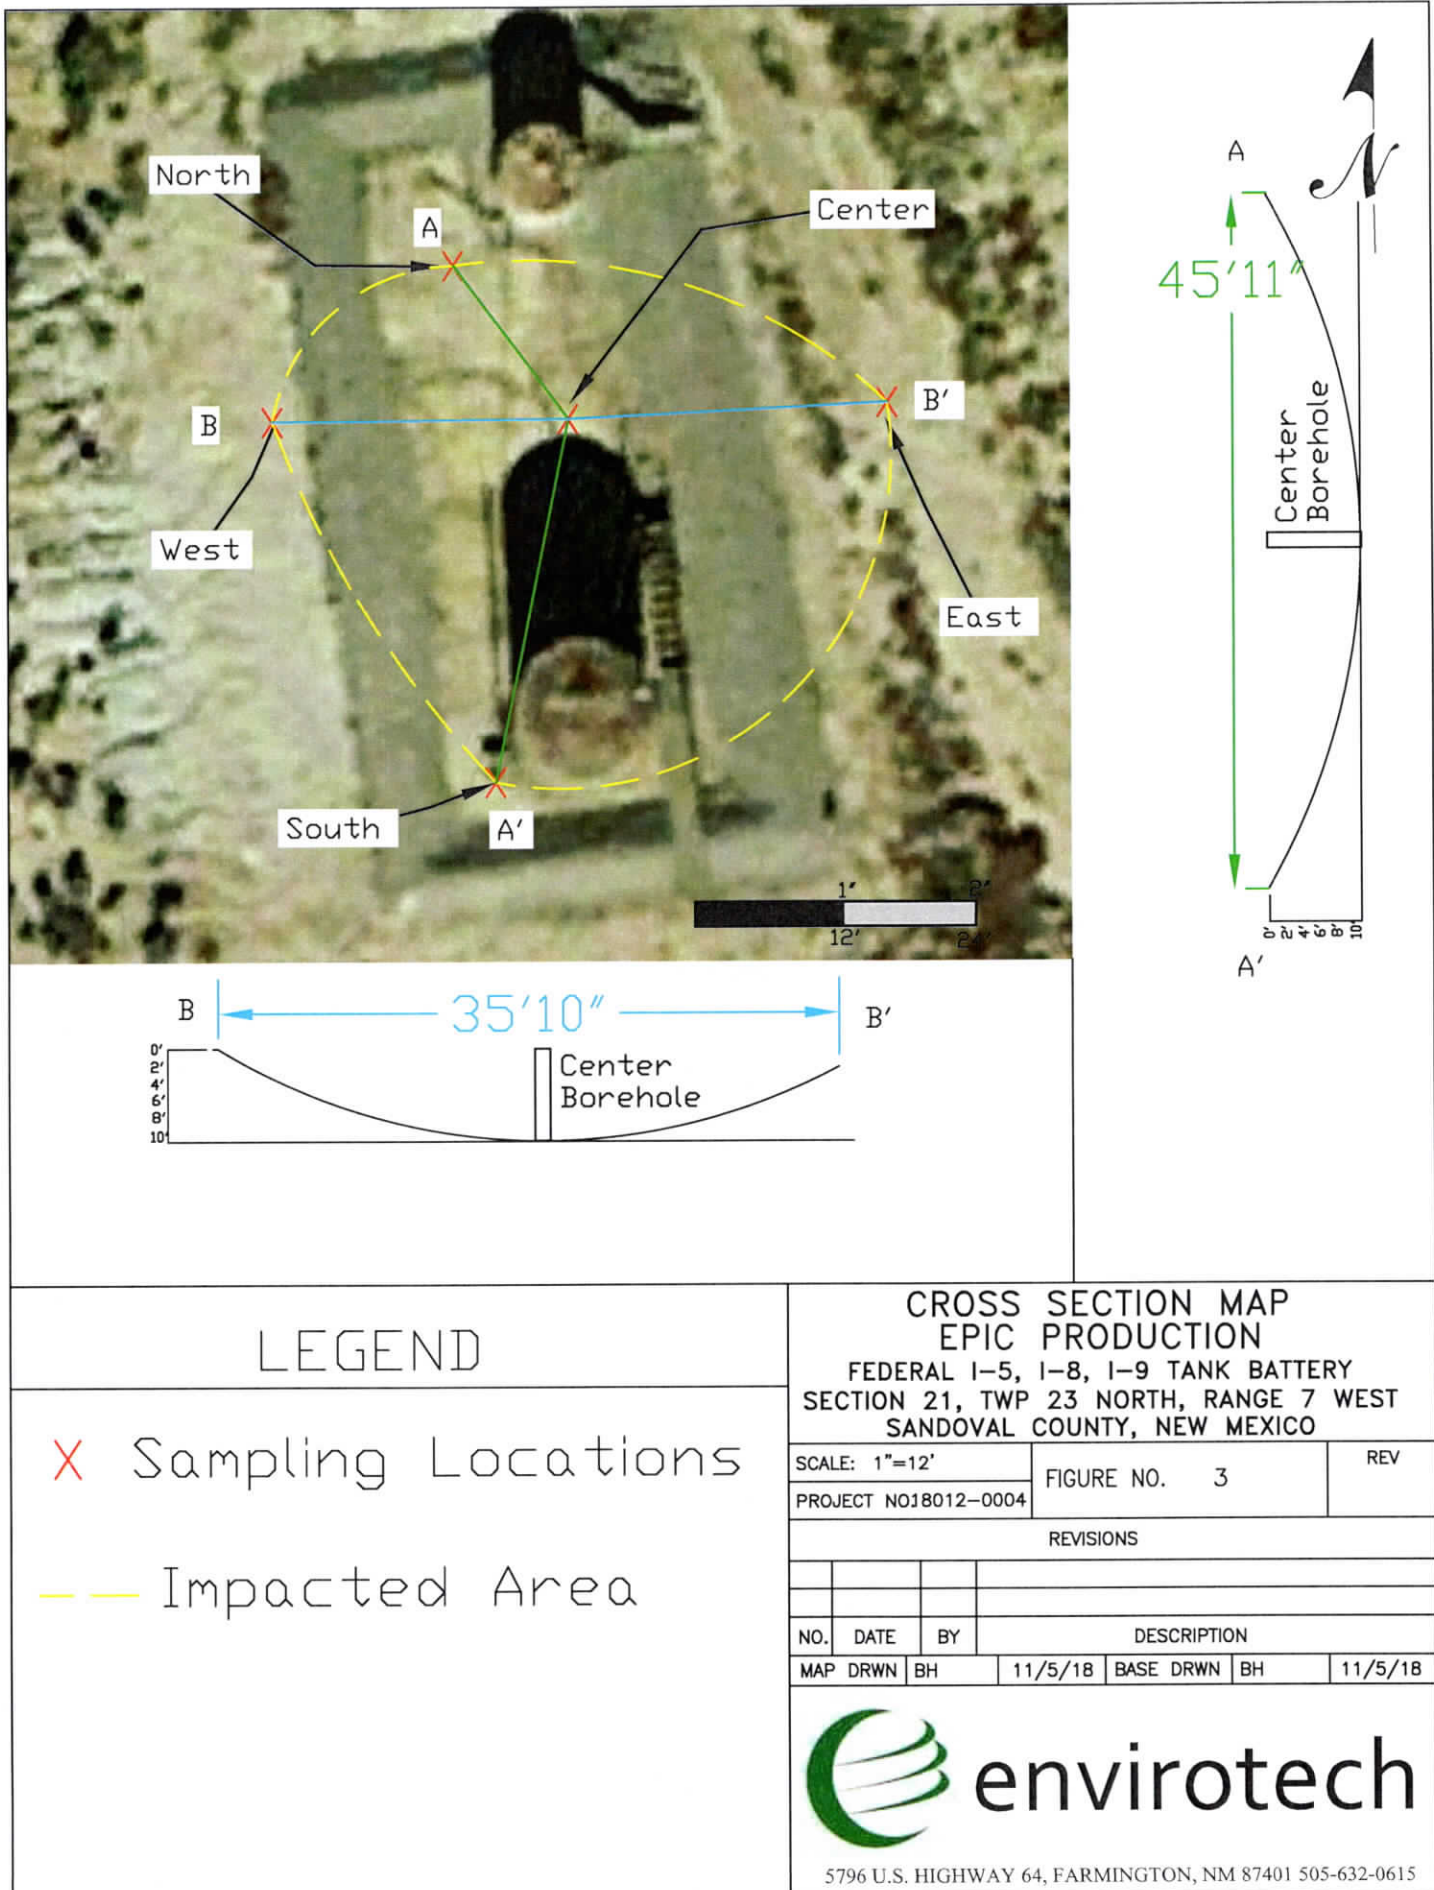 North
A
Center
B
B'
West
East
South
A'
1"
2"
12'
24'
A
N
45'11"
Center
Borehole
0'
2'
4'
6'
8'
10'
A'
B
35'10"
B'
0'
2'
4'
6'
8'
10'
Center
Borehole
LEGEND
X Sampling Locations
Impacted Area
CROSS SECTION MAP
EPIC PRODUCTION
FEDERAL I-5, I-8, I-9 TANK BATTERY
SECTION 21, TWP 23 NORTH, RANGE 7 WEST
SANDOVAL COUNTY, NEW MEXICO
SCALE: 1"=12'
FIGURE NO. 3
REV
PROJECT NO18012-0004
REVISIONS
NO. DATE BY DESCRIPTION
MAP DRWN BH 11/5/18 BASE DRWN BH 11/5/18
envirotech
5796 U.S. HIGHWAY 64, FARMINGTON, NM 87401 505-632-0615